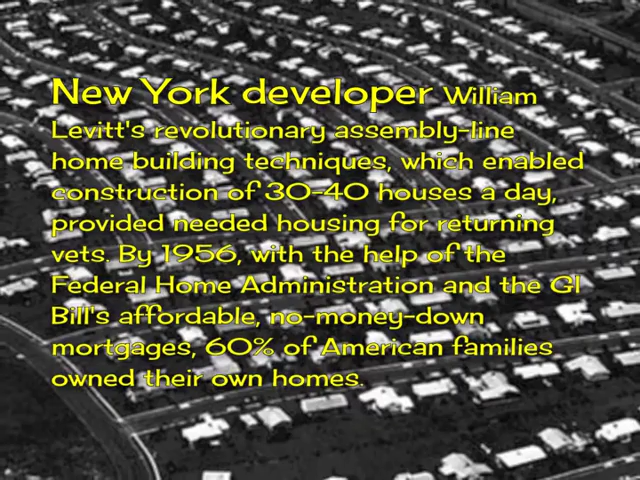 New York developer William
Levitt's revolutionary assembly-line
home building techniques, which enabled
construction of 30-40 houses a day,
provided needed housing for returning
vets. By 1956, with the help of the
Federal Home Administration and the GI
Bill's affordable, no-money-down
mortgages, 60% of American families
owned their own homes.